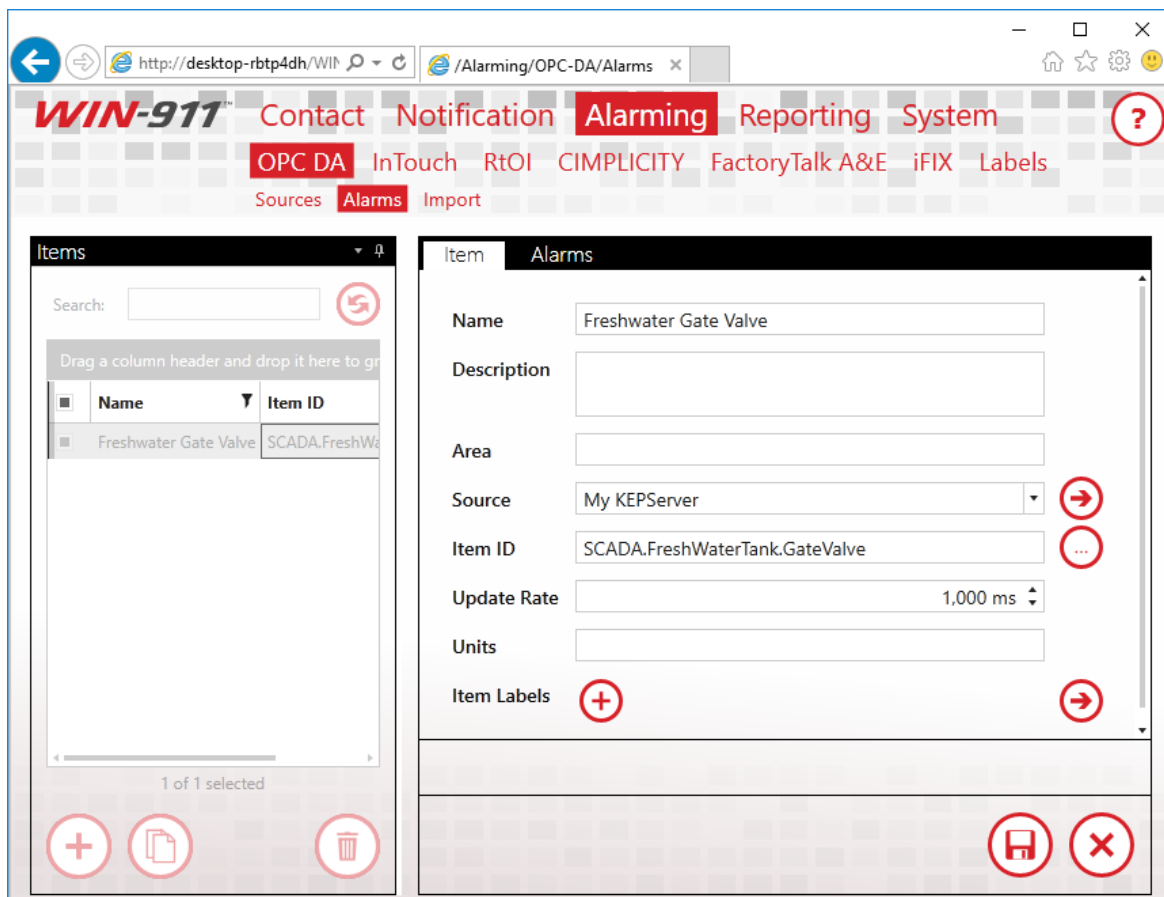 http://desktop-rbtp4dh/WIN
/Alarming/OPC-DA/Alarms
WIN-911™ Contact Notification Alarming Reporting System ?
OPC DA InTouch RtOI CIMPLICITY FactoryTalk A&E iFIX Labels
Sources Alarms Import
Items
Search:
Drag a column header and drop it here to gr
Name Item ID
Freshwater Gate Valve SCADA.FreshWa
1 of 1 selected
Item Alarms
Name Freshwater Gate Valve
Description
Area
Source My KEPServer
Item ID SCADA.FreshWaterTank.GateValve ...
Update Rate 1,000 ms
Units
Item Labels